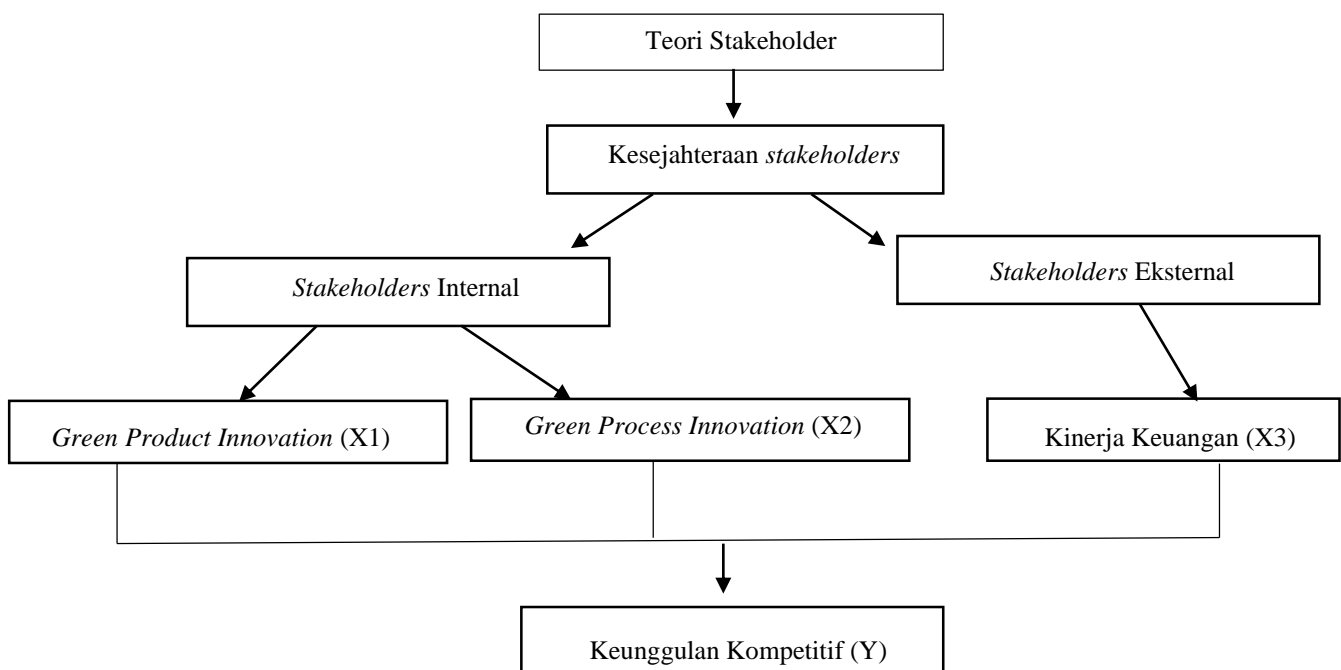 Teori Stakeholder
Kesejahteraan stakeholders
Stakeholders Internal
Stakeholders Eksternal
Green Product Innovation (X1)
Green Process Innovation (X2)
Kinerja Keuangan (X3)
Keunggulan Kompetitif (Y)